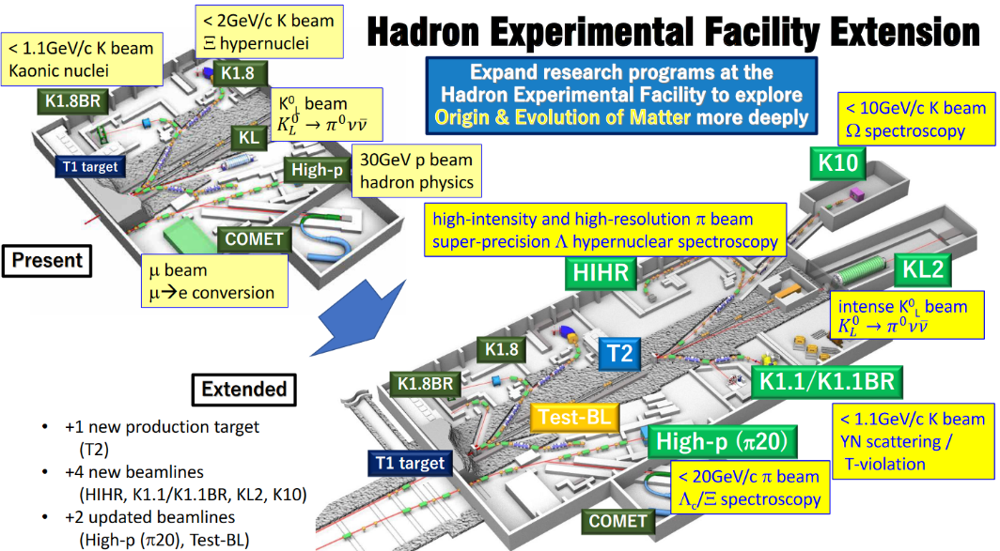 Hadron Experimental Facility Extension
Expand research programs at the
Hadron Experimental Facility to explore
Origin & Evolution of Matter more deeply
< 1.1GeV/c K beam
Kaonic nuclei
K1.8BR
< 2GeV/c K beam
Ξ hypernuclei
K1.8
K⁰L beam
K⁰L → π⁰νν̄
KL
T1 target
High-p
30GeV p beam
hadron physics
COMET
μ beam
μ→e conversion
Present
< 10GeV/c K beam
Ω spectroscopy
K10
high-intensity and high-resolution π beam
super-precision Λ hypernuclear spectroscopy
HIHR
KL2
intense K⁰L beam
K⁰L → π⁰νν̄
T2
K1.8
K1.8BR
K1.1/K1.1BR
< 1.1GeV/c K beam
YN scattering /
T-violation
Test-BL
High-p (π20)
< 20GeV/c π beam
Λc/Ξ spectroscopy
T1 target
COMET
Extended
• +1 new production target
(T2)
• +4 new beamlines
(HIHR, K1.1/K1.1BR, KL2, K10)
• +2 updated beamlines
(High-p (π20), Test-BL)